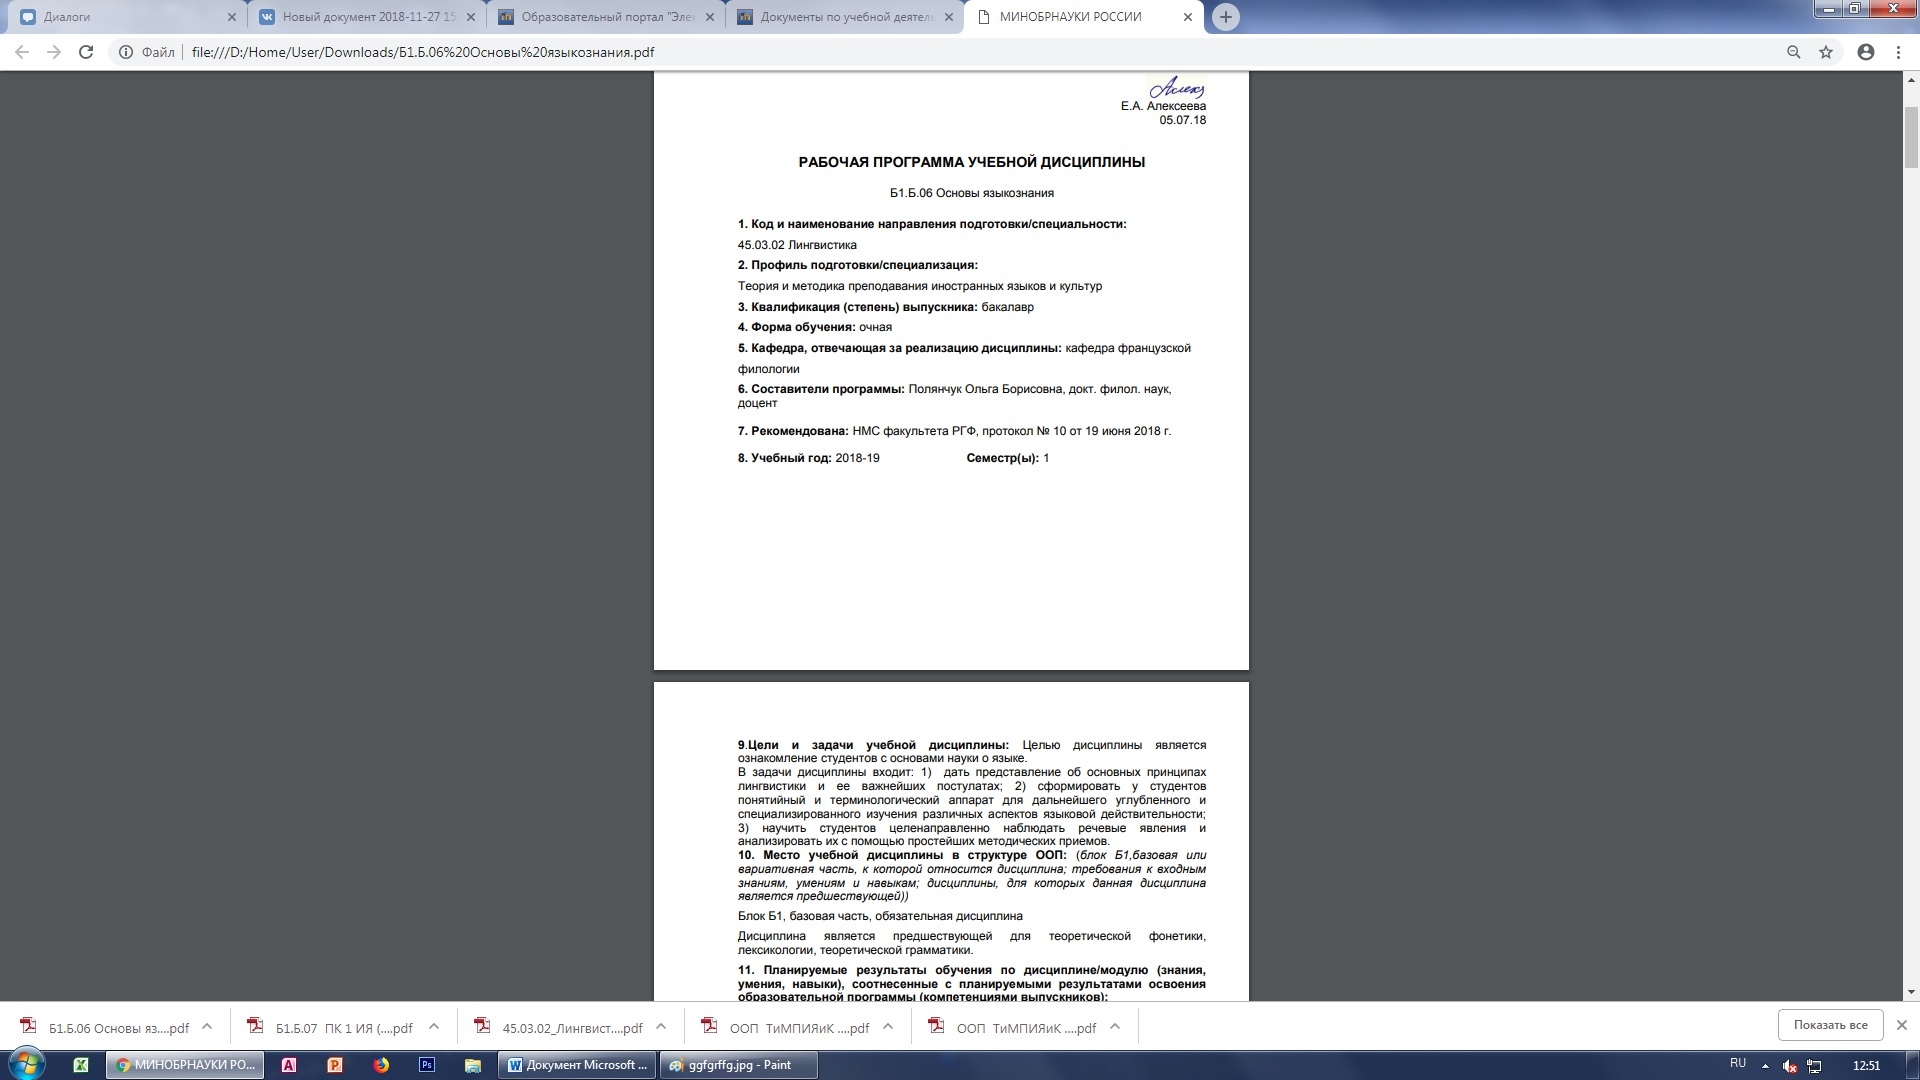 Диалоги
Новый документ 2018-11-27 15
Образовательный портал "Элек
Документы по учебной деятель
МИНОБРНАУКИ РОССИИ
Файл
file:///D:/Home/User/Downloads/Б1.Б.06%20Основы%20языкознания.pdf
Е.А. Алексеева
05.07.18
РАБОЧАЯ ПРОГРАММА УЧЕБНОЙ ДИСЦИПЛИНЫ
Б1.Б.06 Основы языкознания
1. Код и наименование направления подготовки/специальности:
45.03.02 Лингвистика
2. Профиль подготовки/специализация:
Теория и методика преподавания иностранных языков и культур
3. Квалификация (степень) выпускника: бакалавр
4. Форма обучения: очная
5. Кафедра, отвечающая за реализацию дисциплины: кафедра французской
филологии
6. Составители программы: Полянчук Ольга Борисовна, докт. филол. наук,
доцент
7. Рекомендована: НМС факультета РГФ, протокол № 10 от 19 июня 2018 г.
8. Учебный год: 2018-19 Семестр(ы): 1
9.Цели и задачи учебной дисциплины: Целью дисциплины является
ознакомление студентов с основами науки о языке.
В задачи дисциплины входит: 1) дать представление об основных принципах
лингвистики и ее важнейших постулатах; 2) сформировать у студентов
понятийный и терминологический аппарат для дальнейшего углубленного и
специализированного изучения различных аспектов языковой действительности;
3) научить студентов целенаправленно наблюдать речевые явления и
анализировать их с помощью простейших методических приемов.
10. Место учебной дисциплины в структуре ООП: (блок Б1,базовая или
вариативная часть, к которой относится дисциплина; требования к входным
знаниям, умениям и навыкам; дисциплины, для которых данная дисциплина
является предшествующей))
Блок Б1, базовая часть, обязательная дисциплина
Дисциплина является предшествующей для теоретической фонетики,
лексикологии, теоретической грамматики.
11. Планируемые результаты обучения по дисциплине/модулю (знания,
умения, навыки), соотнесенные с планируемыми результатами освоения
образовательной программы (компетенциями выпускников):
Б1.Б.06 Основы яз....pdf
Б1.Б.07 ПК 1 ИЯ (....pdf
45.03.02_Лингвист....pdf
ООП ТиМПИЯиК ....pdf
ООП ТиМПИЯиК ....pdf
Показать все
МИНОБРНАУКИ РО...
Документ Microsoft ...
ggfgrffg.jpg - Paint
RU
12:51